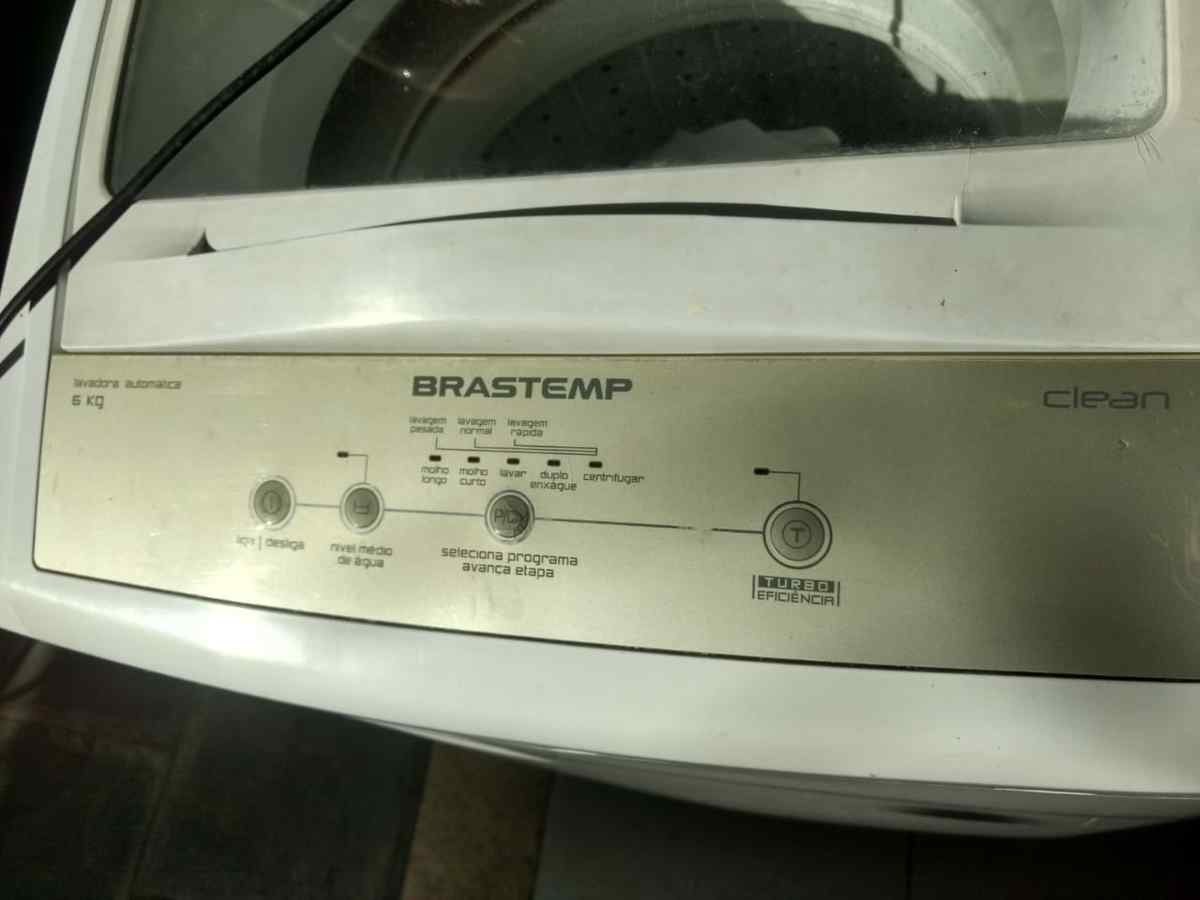 lavadora automática
6 Kg
BRASTEMP
clean
lavagem pesada
lavagem normal
lavagem rápida
molho longo
molho curto
lavar
duplo enxágue
centrifugar
liga | desliga
nível médio
de água
seleciona programa
avança etapa
T
TURBO
EFICIÊNCIA